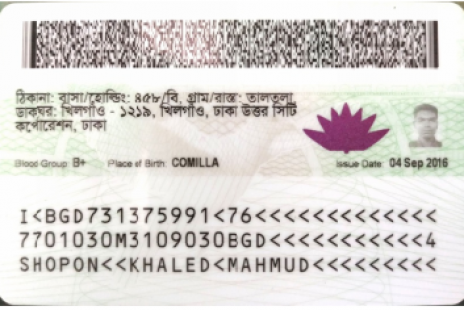 ঠিকানা: বাসা/হোল্ডিং: ৪৫৮/বি, গ্রাম/রাস্তা: তালতলা
ডাকঘর: খিলগাঁও - ১২১৯, খিলগাঁও, ঢাকা উত্তর সিটি
কর্পোরেশন, ঢাকা
Blood Group: B+ Place of Birth: COMILLA Issue Date: 04 Sep 2016
I<BGD731375991<76<<<<<<<<<<<<<
7701030M3109030BGD<<<<<<<<<<<4
SHOPON<<KHALED<MAHMUD<<<<<<<<<